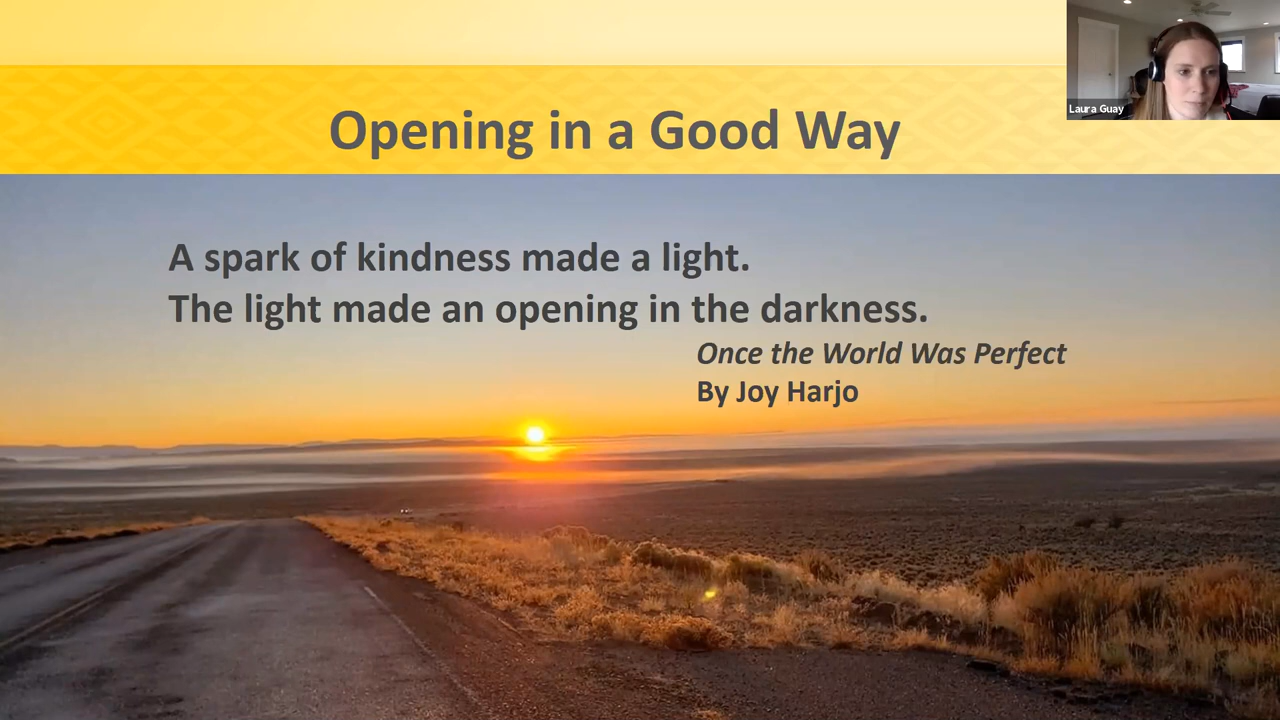 Opening in a Good Way
Laura Guay
A spark of kindness made a light.
The light made an opening in the darkness.
Once the World Was Perfect
By Joy Harjo